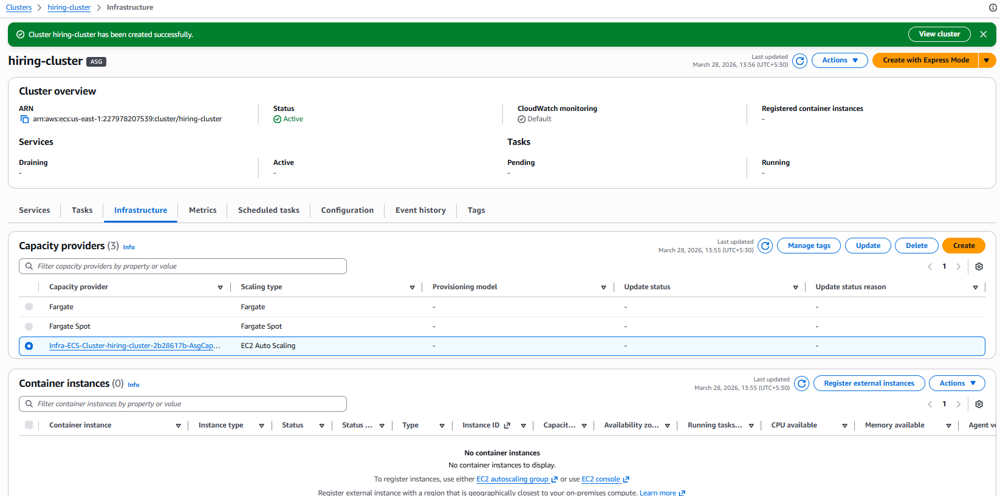 Clusters > hiring-cluster > Infrastructure
Cluster hiring-cluster has been created successfully. View cluster
hiring-cluster ASG
Last updated
March 28, 2026, 13:56 (UTC+5:30)
Actions Create with Express Mode
Cluster overview
ARN Status CloudWatch monitoring Registered container instances
arn:aws:ecs:us-east-1:227978207539:cluster/hiring-cluster Active Default -
Services Tasks
Draining Active Pending Running
- - - -
Services Tasks Infrastructure Metrics Scheduled tasks Configuration Event history Tags
Capacity providers (3) Info
Last updated
March 28, 2026, 13:55 (UTC+5:30)
Manage tags Update Delete Create
Filter capacity providers by property or value
1
Capacity provider Scaling type Provisioning model Update status Update status reason
Fargate Fargate - - -
Fargate Spot Fargate Spot - - -
Infra-ECS-Cluster-hiring-cluster-2b28617b-AsgCap... EC2 Auto Scaling - - -
Container instances (0) Info
Last updated
March 28, 2026, 13:55 (UTC+5:30)
Register external instances Actions
Filter container instances by property or value
1
Container instance Instance type Status Status ... Type Instance ID Capacit... Availability zo... Running tasks... CPU available Memory available Agent ve
No container instances
No container instances to display.
To register instances, use either EC2 autoscaling group or use EC2 console
Register external instance with a region that is geographically closest to your on-premises compute. Learn more